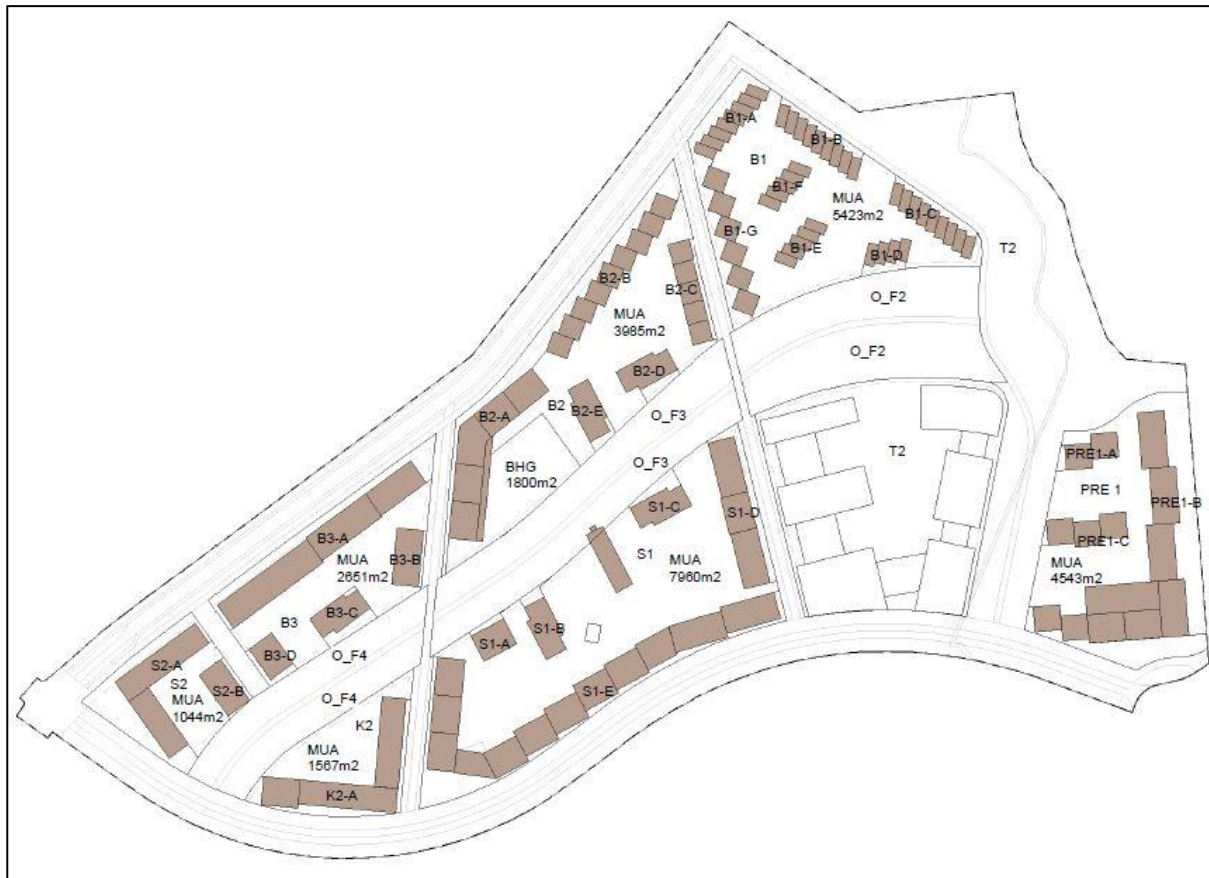 B1-A
B1-B
B1
B1-F
MUA
5423m2
B1-C
B1-G
B1-E
B1-D
T2
B2-B
B2-C
O_F2
MUA
3985m2
O_F2
B2-D
B2-A
B2
B2-E
O_F3
O_F3
T2
PRE1-A
BHG
1800m2
PRE 1
PRE1-B
S1-C
S1-D
PRE1-C
B3-A
S1
MUA
7960m2
MUA
4543m2
MUA
2651m2
B3-B
B3-C
B3
S1-B
S1-A
B3-D
O_F4
S2-A
S2
MUA
1044m2
S2-B
O_F4
S1-E
K2
MUA
1567m2
K2-A